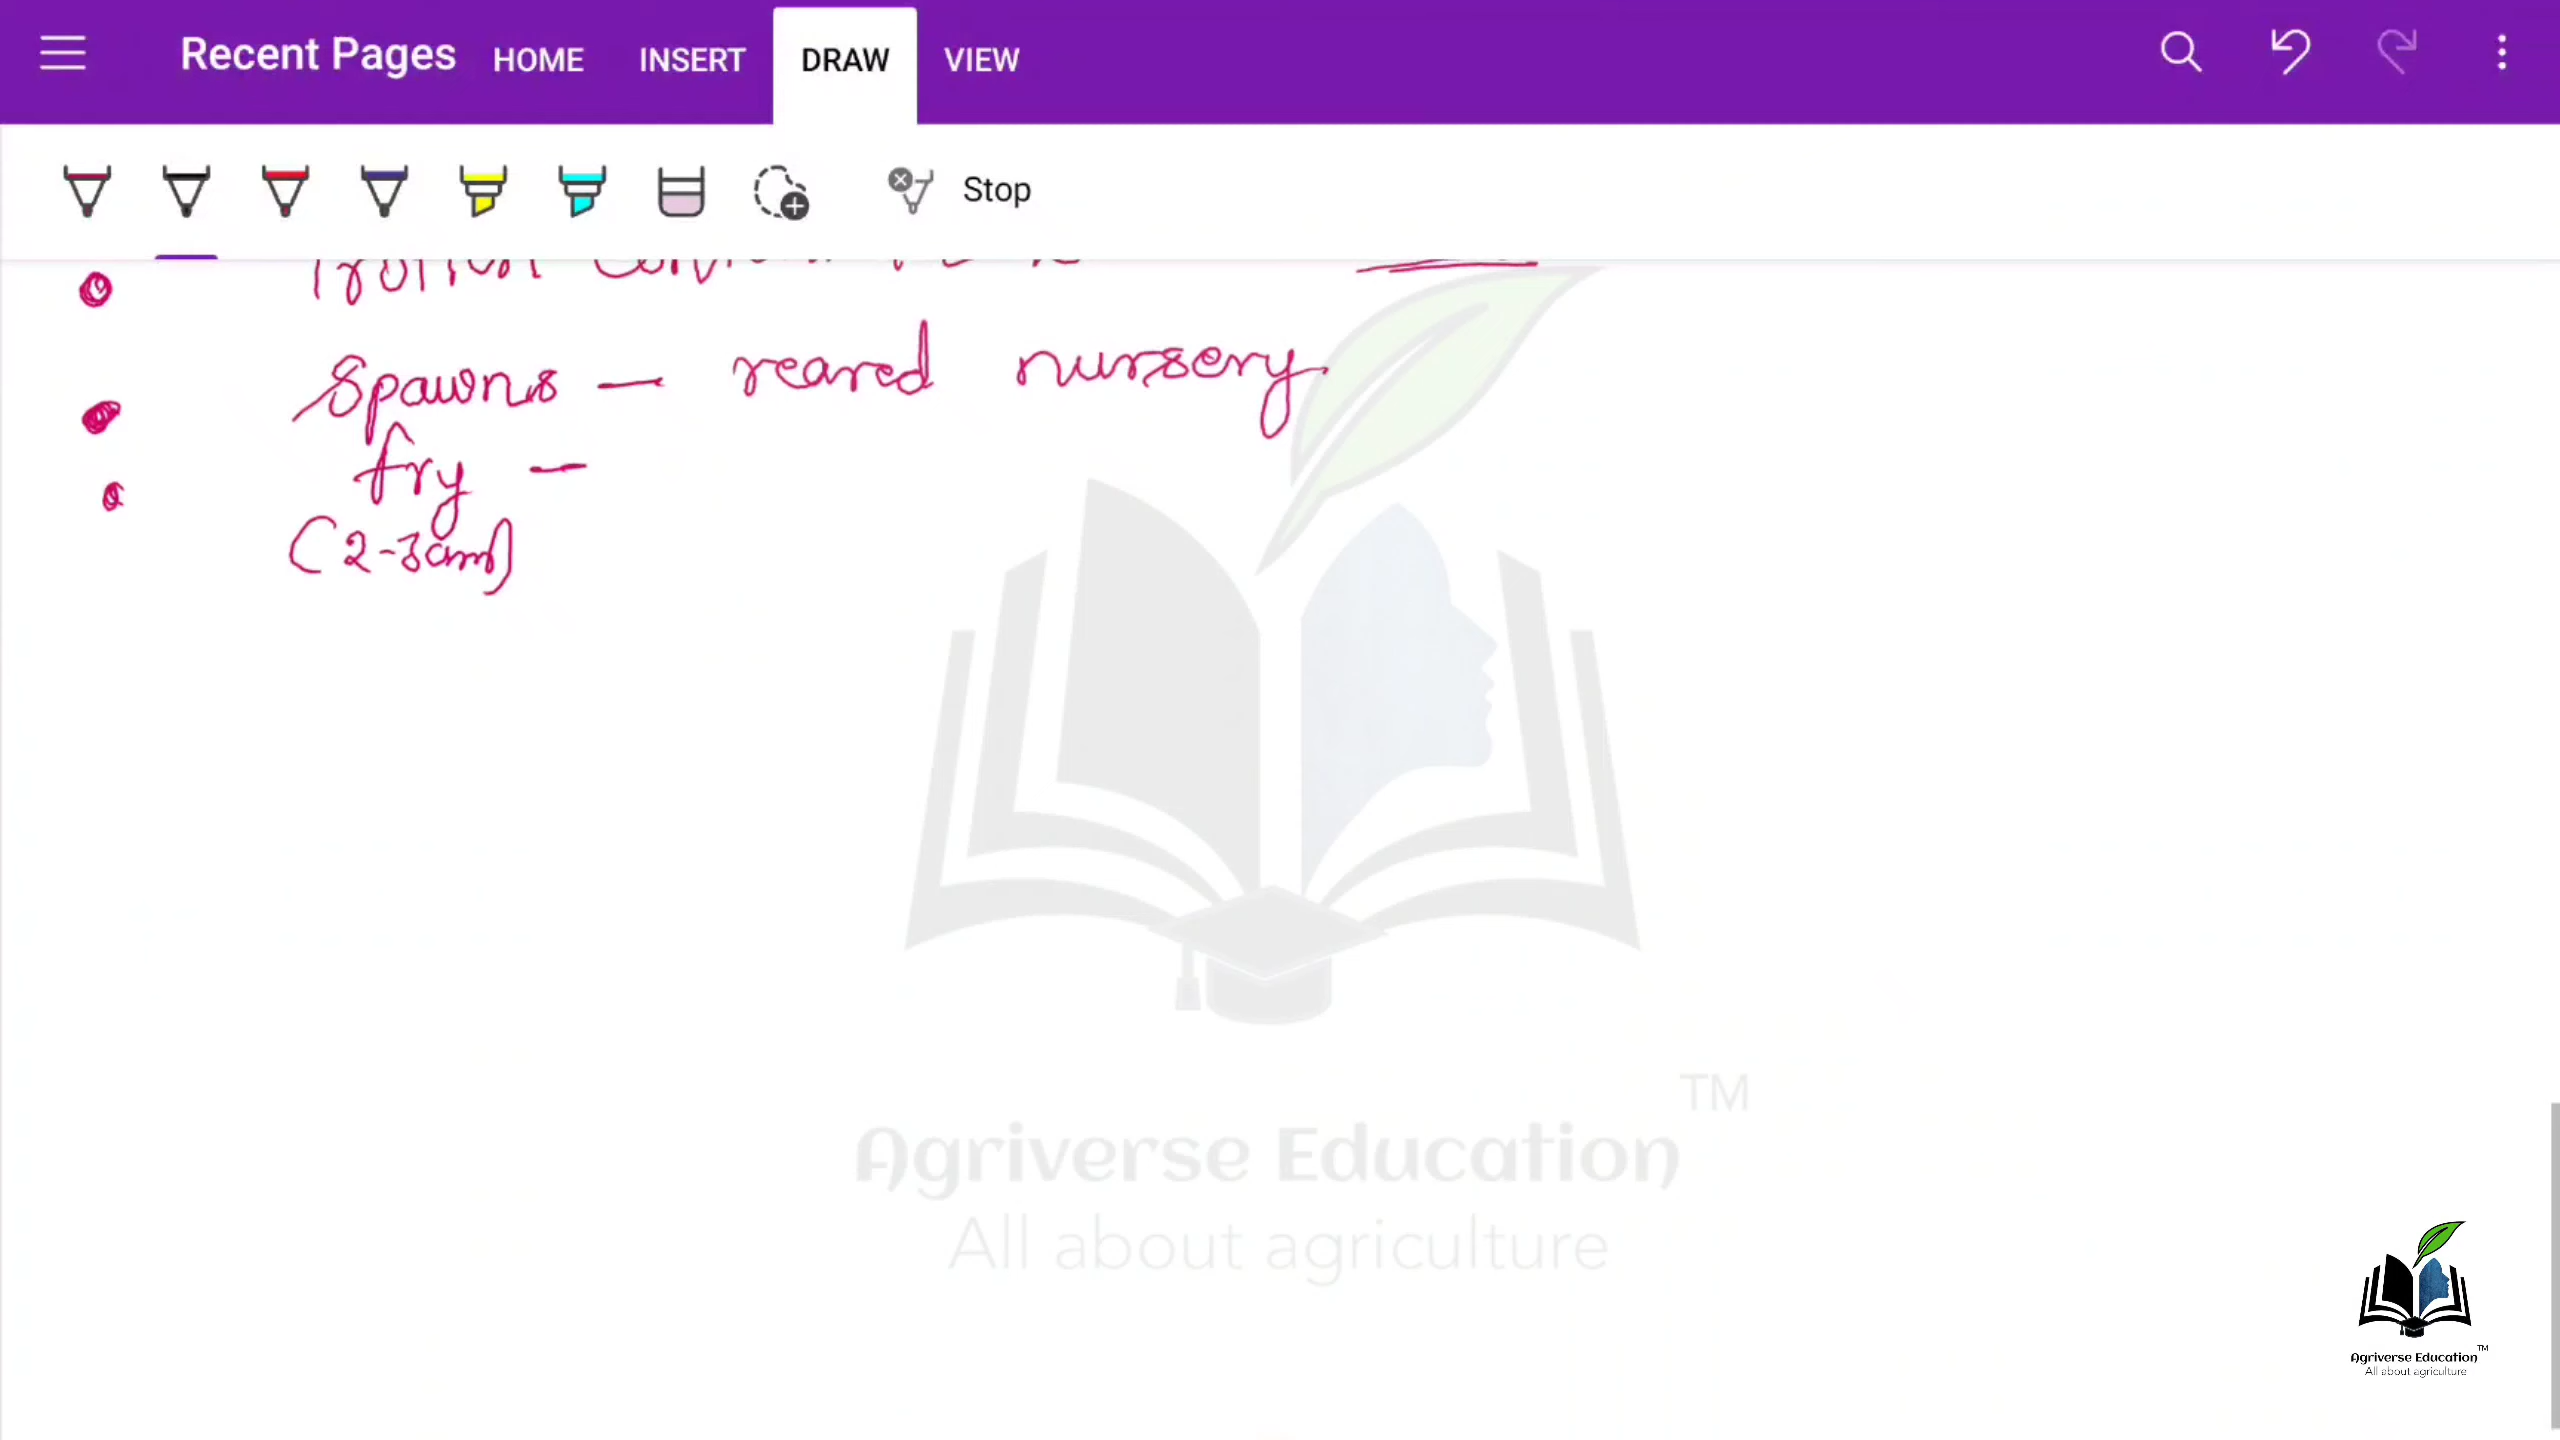 Recent Pages HOME INSERT DRAW VIEW
Stop
Spawns — reared nursery
fry —
(2-3cm)
TM
Agriverse Education
All about agriculture
TM
Agriverse Education
All about agriculture